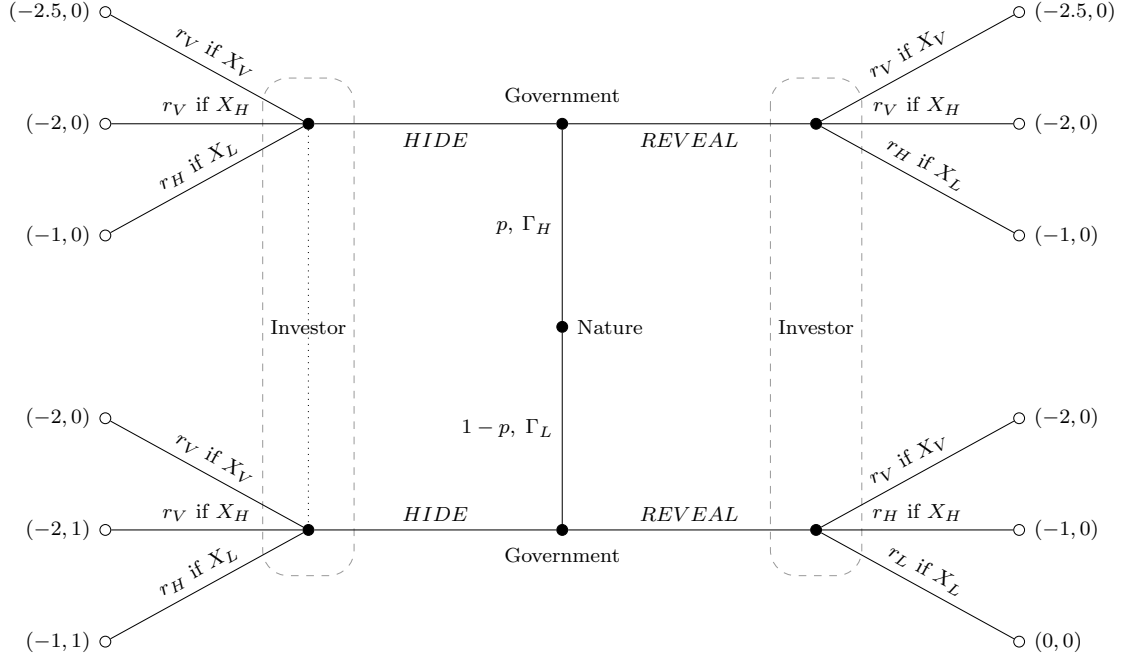 (−2.5, 0)
r_V if X_V
(−2, 0)
r_V if X_H
(−1, 0)
r_H if X_L
Government
HIDE
REVEAL
(−2.5, 0)
r_V if X_V
r_V if X_H
(−2, 0)
r_H if X_L
(−1, 0)
p, Γ_H
Investor
Nature
Investor
1 − p, Γ_L
(−2, 0)
r_V if X_V
(−2, 1)
r_V if X_H
(−1, 1)
r_H if X_L
HIDE
REVEAL
Government
(−2, 0)
r_V if X_V
r_H if X_H
(−1, 0)
r_L if X_L
(0, 0)